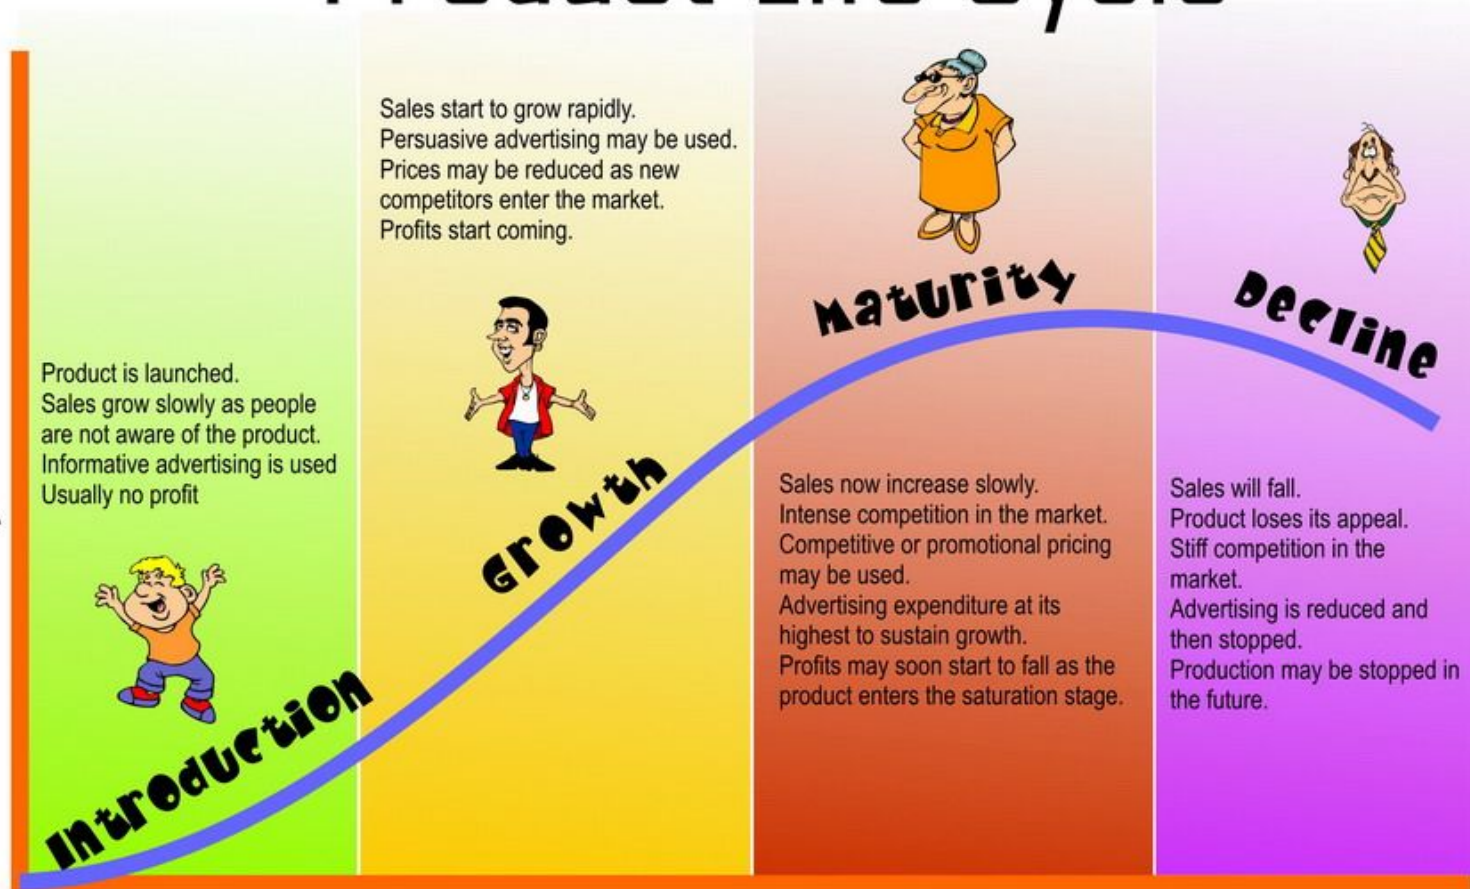 Product Life Cycle
Sales start to grow rapidly.
Persuasive advertising may be used.
Prices may be reduced as new
competitors enter the market.
Profits start coming.
Maturity
Decline
Product is launched.
Sales grow slowly as people
are not aware of the product.
Informative advertising is used
Usually no profit
Growth
Sales now increase slowly.
Intense competition in the market.
Competitive or promotional pricing
may be used.
Advertising expenditure at its
highest to sustain growth.
Profits may soon start to fall as the
product enters the saturation stage.
Sales will fall.
Product loses its appeal.
Stiff competition in the
market.
Advertising is reduced and
then stopped.
Production may be stopped in
the future.
Introduction